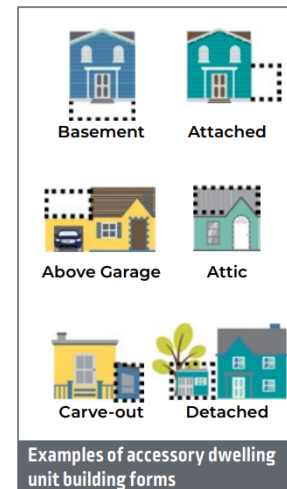 Basement Attached
Above Garage Attic
Carve-out Detached
Examples of accessory dwelling
unit building forms